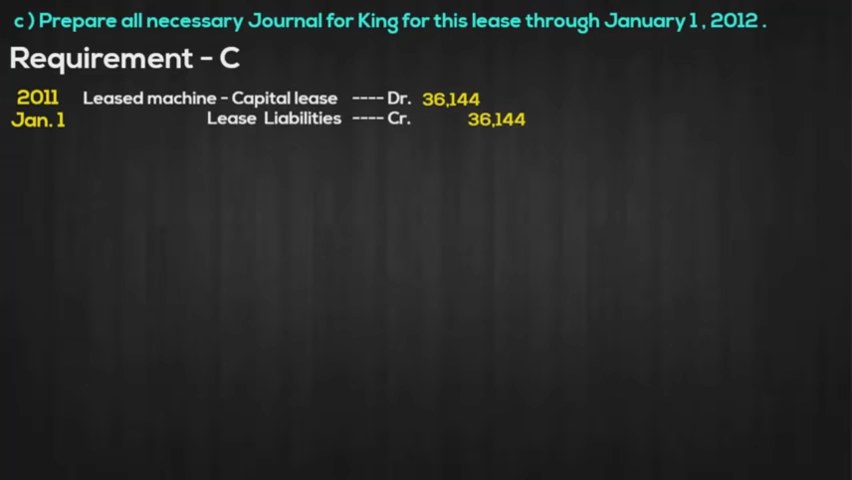 c ) Prepare all necessary Journal for King for this lease through January 1 , 2012 .
Requirement - C
2011 Leased machine - Capital lease ---- Dr. 36,144
Jan. 1 Lease Liabilities ---- Cr. 36,144